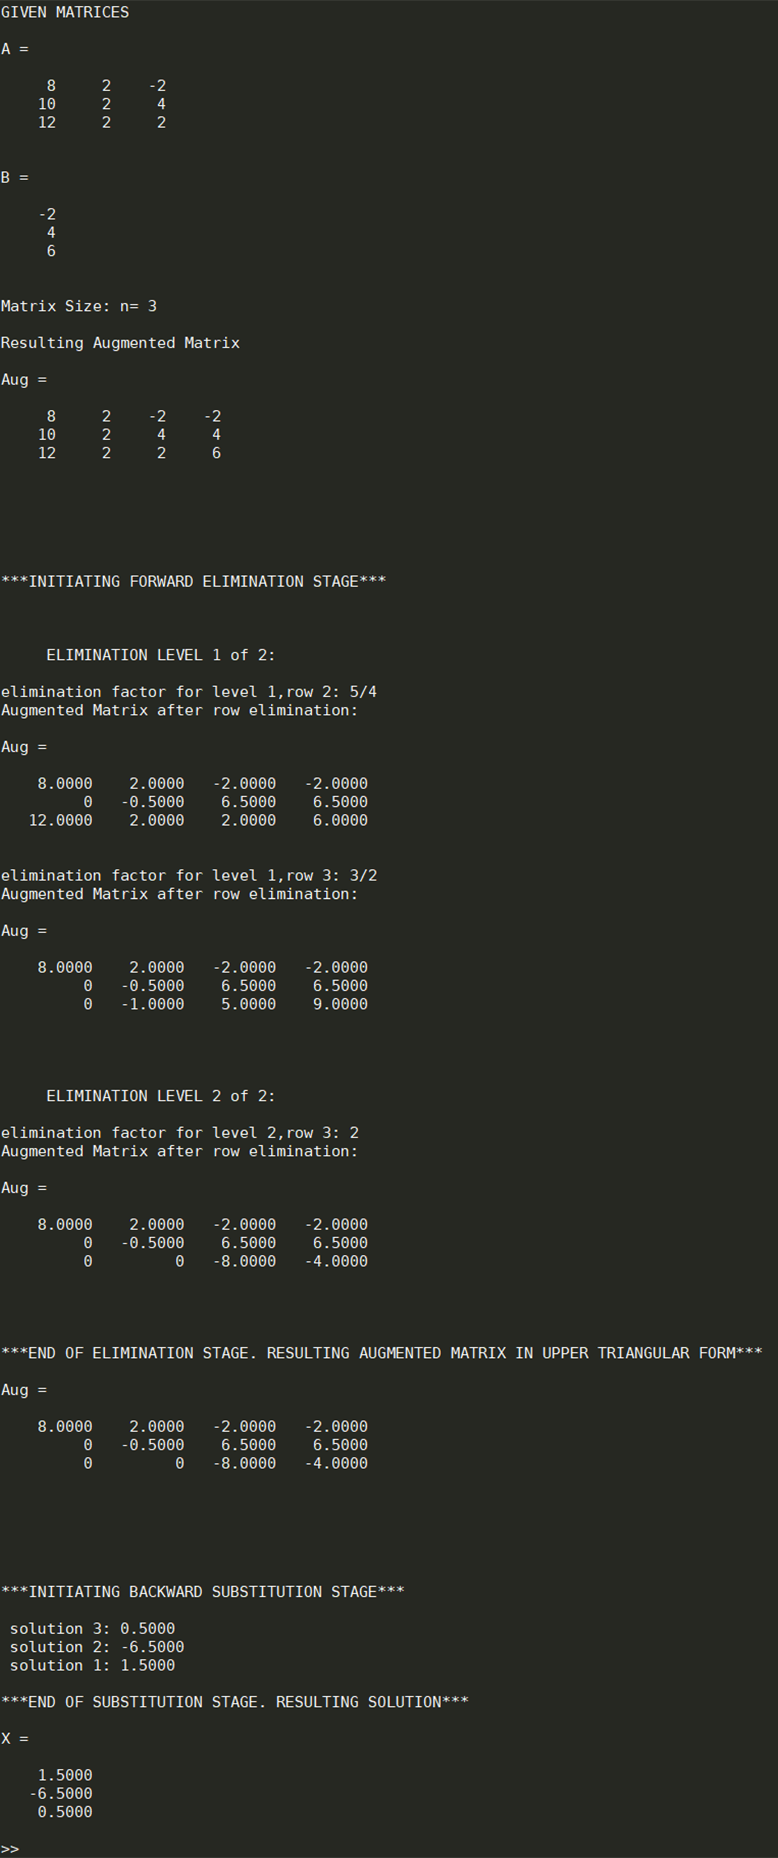 GIVEN MATRICES
A =
8 2 -2
10 2 4
12 2 2
B =
-2
4
6
Matrix Size: n= 3
Resulting Augmented Matrix
Aug =
8 2 -2 -2
10 2 4 4
12 2 2 6
***INITIATING FORWARD ELIMINATION STAGE***
ELIMINATION LEVEL 1 of 2:
elimination factor for level 1,row 2: 5/4
Augmented Matrix after row elimination:
Aug =
8.0000 2.0000 -2.0000 -2.0000
0 -0.5000 6.5000 6.5000
12.0000 2.0000 2.0000 6.0000
elimination factor for level 1,row 3: 3/2
Augmented Matrix after row elimination:
Aug =
8.0000 2.0000 -2.0000 -2.0000
0 -0.5000 6.5000 6.5000
0 -1.0000 5.0000 9.0000
ELIMINATION LEVEL 2 of 2:
elimination factor for level 2,row 3: 2
Augmented Matrix after row elimination:
Aug =
8.0000 2.0000 -2.0000 -2.0000
0 -0.5000 6.5000 6.5000
0 0 -8.0000 -4.0000
***END OF ELIMINATION STAGE. RESULTING AUGMENTED MATRIX IN UPPER TRIANGULAR FORM***
Aug =
8.0000 2.0000 -2.0000 -2.0000
0 -0.5000 6.5000 6.5000
0 0 -8.0000 -4.0000
***INITIATING BACKWARD SUBSTITUTION STAGE***
solution 3: 0.5000
solution 2: -6.5000
solution 1: 1.5000
***END OF SUBSTITUTION STAGE. RESULTING SOLUTION***
X =
1.5000
-6.5000
0.5000
>>